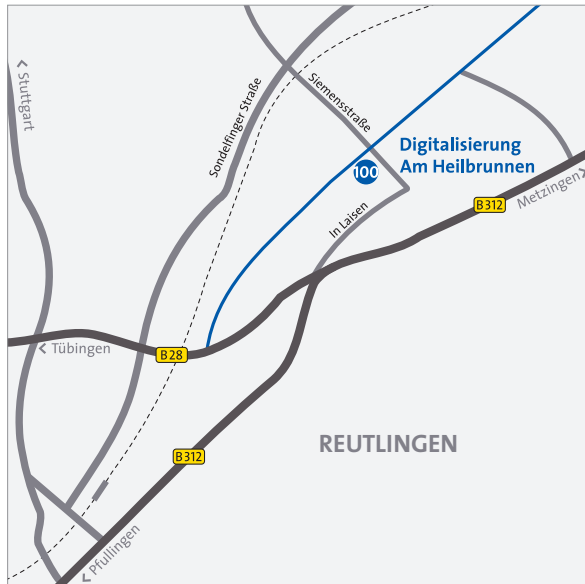 < Stuttgart
Sondelfinger Straße
Siemensstraße
Digitalisierung
Am Heilbrunnen
100
Metzingen >
B312
In Laisen
< Tübingen
B28
REUTLINGEN
B312
< Pfullingen